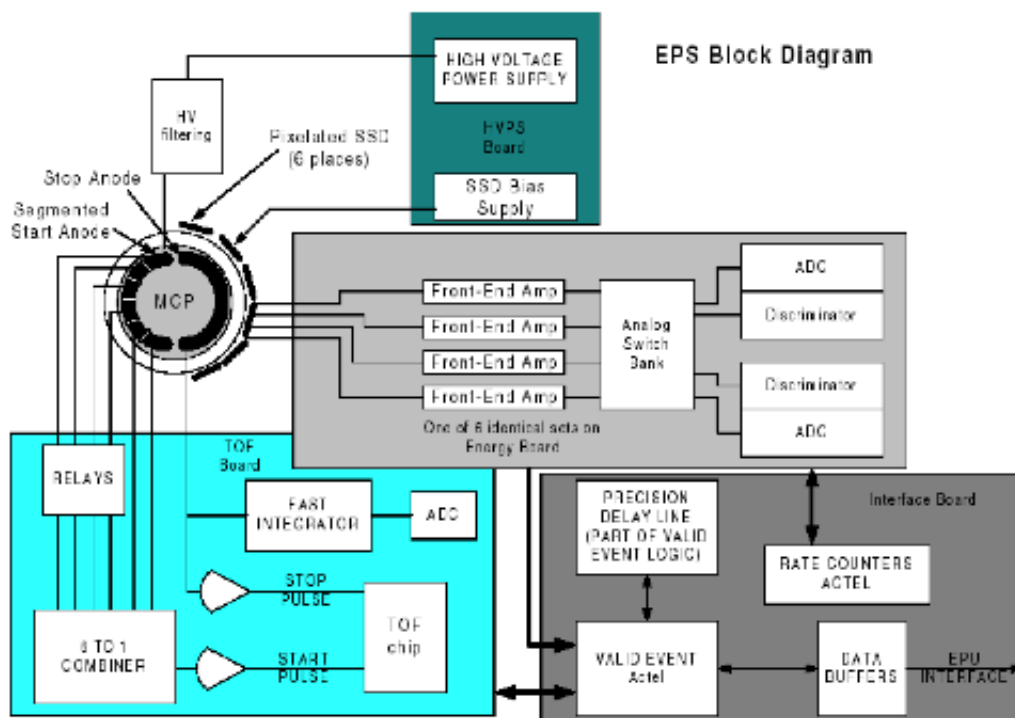 EPS Block Diagram
HIGH VOLTAGE
POWER SUPPLY
HVPS
Board
SSD Bias
Supply
HV
filtering
Pixelated SSD
(6 places)
Stop Anode
Segmented
Start Anode
MCP
Front-End Amp
Front-End Amp
Front-End Amp
Front-End Amp
Analog
Switch
Bank
ADC
Discriminator
Discriminator
ADC
One of 6 identical sets on
Energy Board
TOF
Board
RELAYS
FAST
INTEGRATOR
ADC
STOP
PULSE
TOF
chip
6 TO 1
COMBINER
START
PULSE
Interface Board
PRECISION
DELAY LINE
(PART OF VALID
EVENT LOGIC)
RATE COUNTERS
ACTEL
VALID EVENT
Actel
DATA
BUFFERS
EPU
INTERFACE